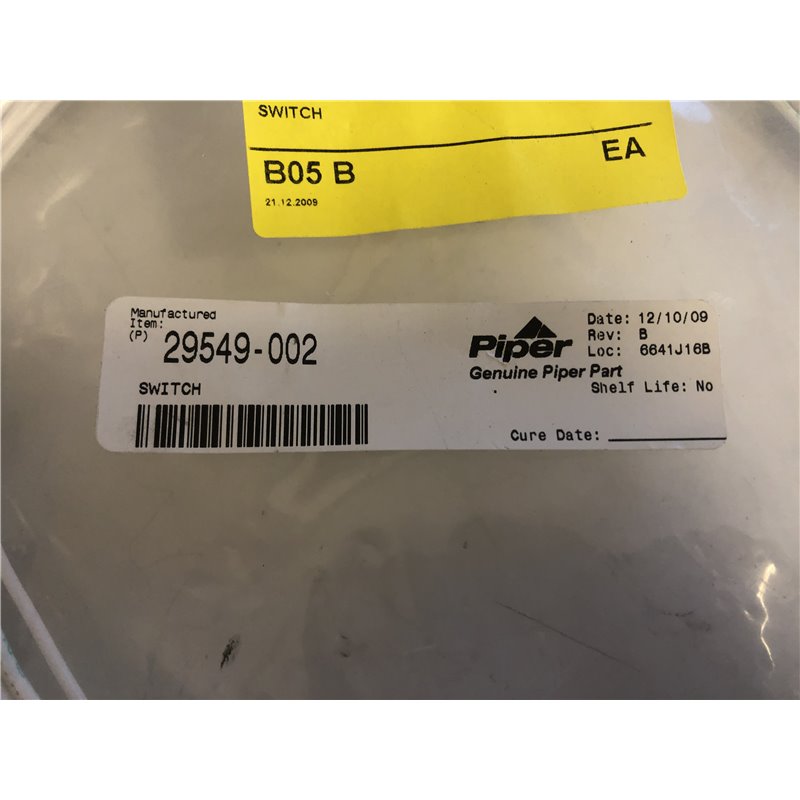 SWITCH
B05 B
EA
21.12.2009
Manufactured
Item:
(P) 29549-002
SWITCH
Piper
Genuine Piper Part
Date: 12/10/09
Rev: B
Loc: 6641J16B
Shelf Life: No
Cure Date: